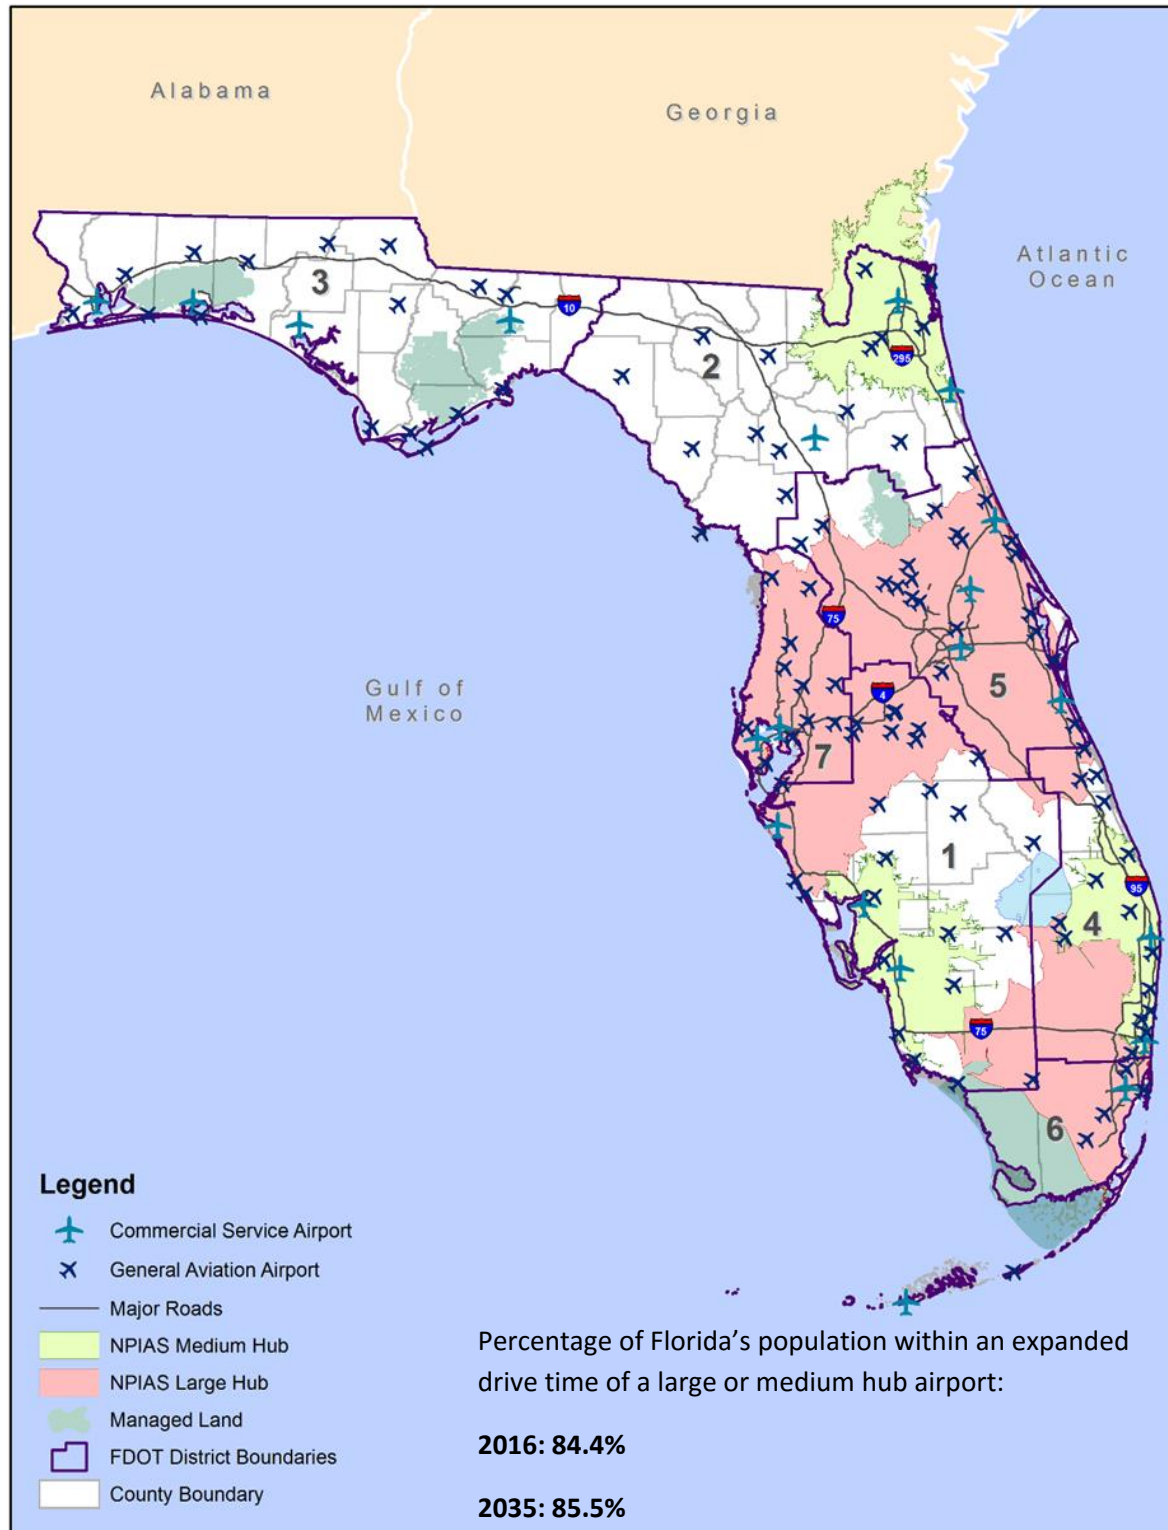 Alabama
Georgia
Atlantic
Ocean
3
10
2
295
75
4
5
Gulf of
Mexico
7
1
95
4
75
6
Legend
Commercial Service Airport
General Aviation Airport
Major Roads
NPIAS Medium Hub
NPIAS Large Hub
Managed Land
FDOT District Boundaries
County Boundary
Percentage of Florida’s population within an expanded
drive time of a large or medium hub airport:
2016: 84.4%
2035: 85.5%